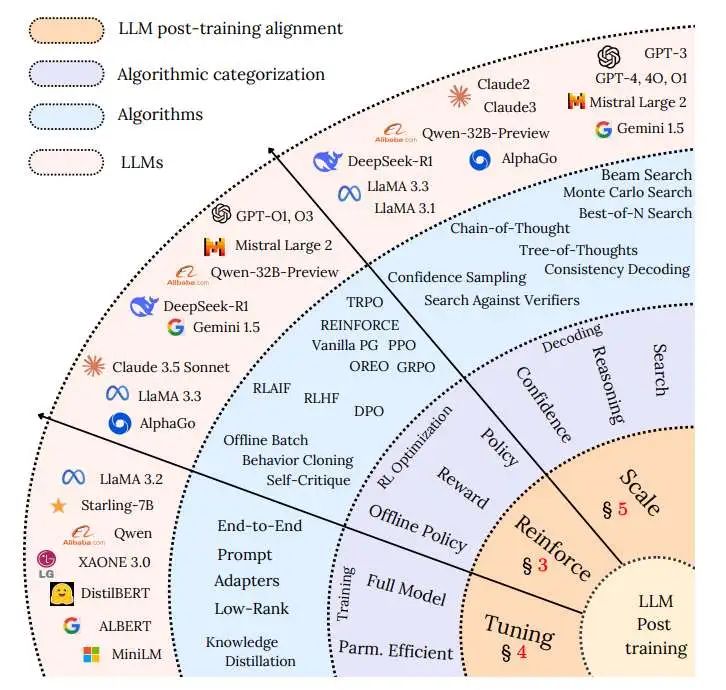 LLM post-training alignment
Algorithmic categorization
Algorithms
LLMs
GPT-3
GPT-4, 4O, O1
Mistral Large 2
Gemini 1.5
Claude2
Claude3
Alibaba.com
Qwen-32B-Preview
AlphaGo
DeepSeek-R1
LlaMA 3.3
LlaMA 3.1
Beam Search
Monte Carlo Search
Best-of-N Search
Chain-of-Thought
Tree-of-Thoughts
Consistency Decoding
Confidence Sampling
Search Against Verifiers
Decoding
Confidence
Reasoning
Search
Scale
§ 5
GPT-O1, O3
Mistral Large 2
Alibaba.com
Qwen-32B-Preview
DeepSeek-R1
Gemini 1.5
Claude 3.5 Sonnet
LlaMA 3.3
AlphaGo
TRPO
REINFORCE
Vanilla PG PPO
OREO GRPO
RLAIF
RLHF
DPO
Offline Batch
Behavior Cloning
Self-Critique
RL Optimization
Policy
Reward
Offline Policy
Reinforce
§ 3
LlaMA 3.2
Starling-7B
Alibaba.com
Qwen
LG
XAONE 3.0
DistilBERT
ALBERT
MiniLM
End-to-End
Prompt
Adapters
Low-Rank
Knowledge
Distillation
Training
Full Model
Parm. Efficient
Tuning
§ 4
LLM
Post
training